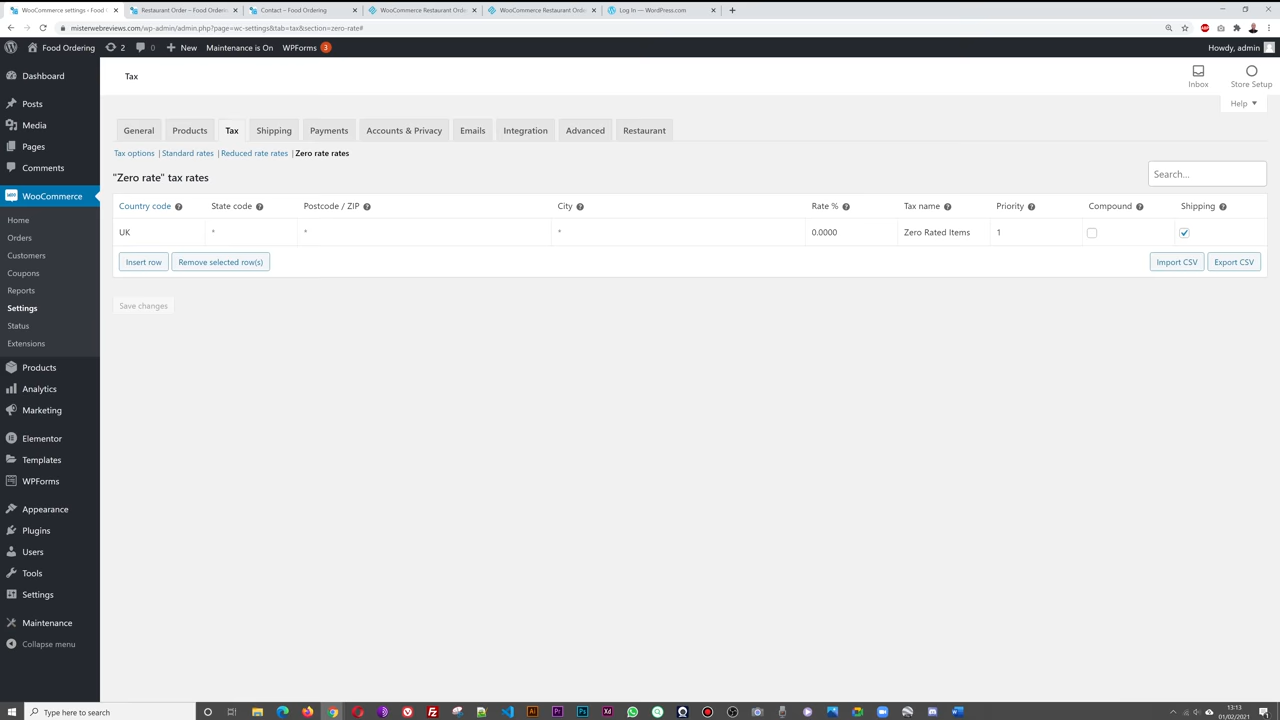 WooCommerce settings ‹ Food
Restaurant Order – Food Ordering
Contact – Food Ordering
WooCommerce Restaurant Orde
WooCommerce Restaurant Orde
Log In — WordPress.com
misterwebreviews.com/wp-admin/admin.php?page=wc-settings&tab=tax&section=zero-rate#
Food Ordering 2 0 New Maintenance is On WPForms 3 Howdy, admin
Dashboard
Posts
Media
Pages
Comments
WooCommerce
Home
Orders
Customers
Coupons
Reports
Settings
Status
Extensions
Products
Analytics
Marketing
Elementor
Templates
WPForms
Appearance
Plugins
Users
Tools
Settings
Maintenance
Collapse menu
Tax
Inbox
Store Setup
Help
General Products Tax Shipping Payments Accounts & Privacy Emails Integration Advanced Restaurant
Tax options | Standard rates | Reduced rate rates | Zero rate rates
"Zero rate" tax rates
Search...
Country code State code Postcode / ZIP City Rate % Tax name Priority Compound Shipping
UK * * * 0.0000 Zero Rated Items 1
Insert row Remove selected row(s) Import CSV Export CSV
Save changes
Type here to search
13:13
01/02/2021